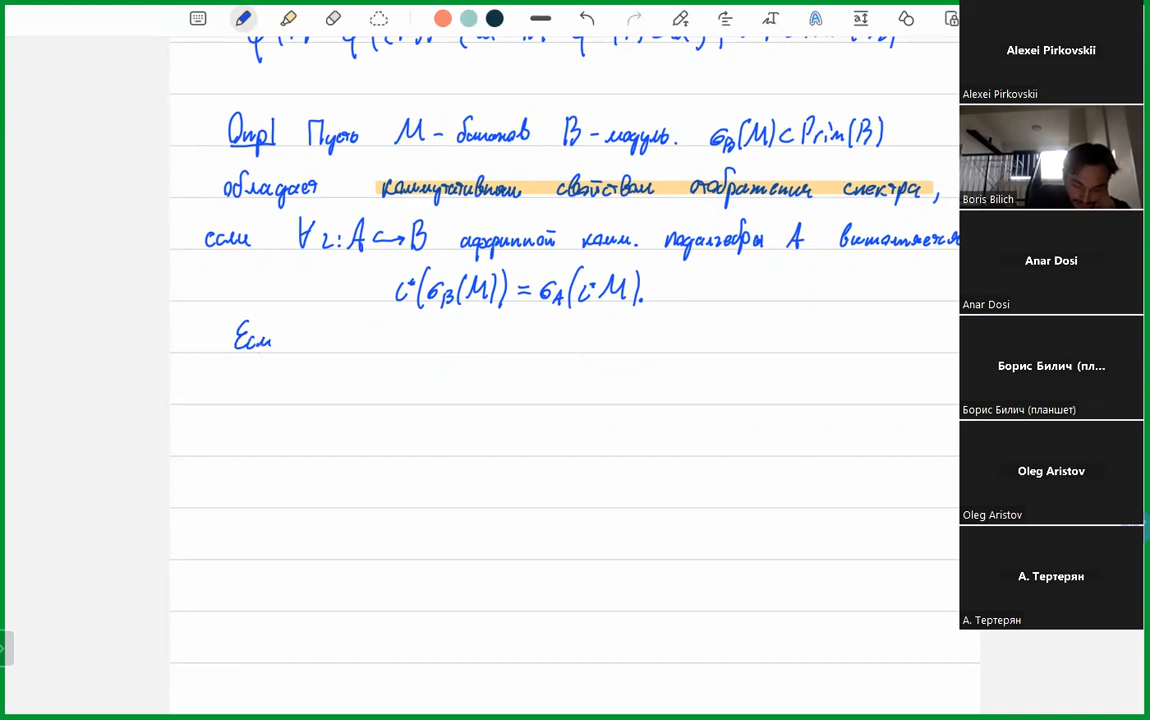 Опр| Пусть M - банахов B - модуль. σ_B(M) ⊂ Prim(B)
обладает коммутативным свойством отображения спектра,
если ∀ ι: A ↪ B аффинной комм. подалгебры A выполняется
ι*(σ_B(M)) = σ_A(ι*M).
Если
Alexei Pirkovskii
Alexei Pirkovskii
Boris Bilich
Anar Dosi
Anar Dosi
Борис Билич (пл...
Борис Билич (планшет)
Oleg Aristov
Oleg Aristov
А. Тертерян
А. Тертерян